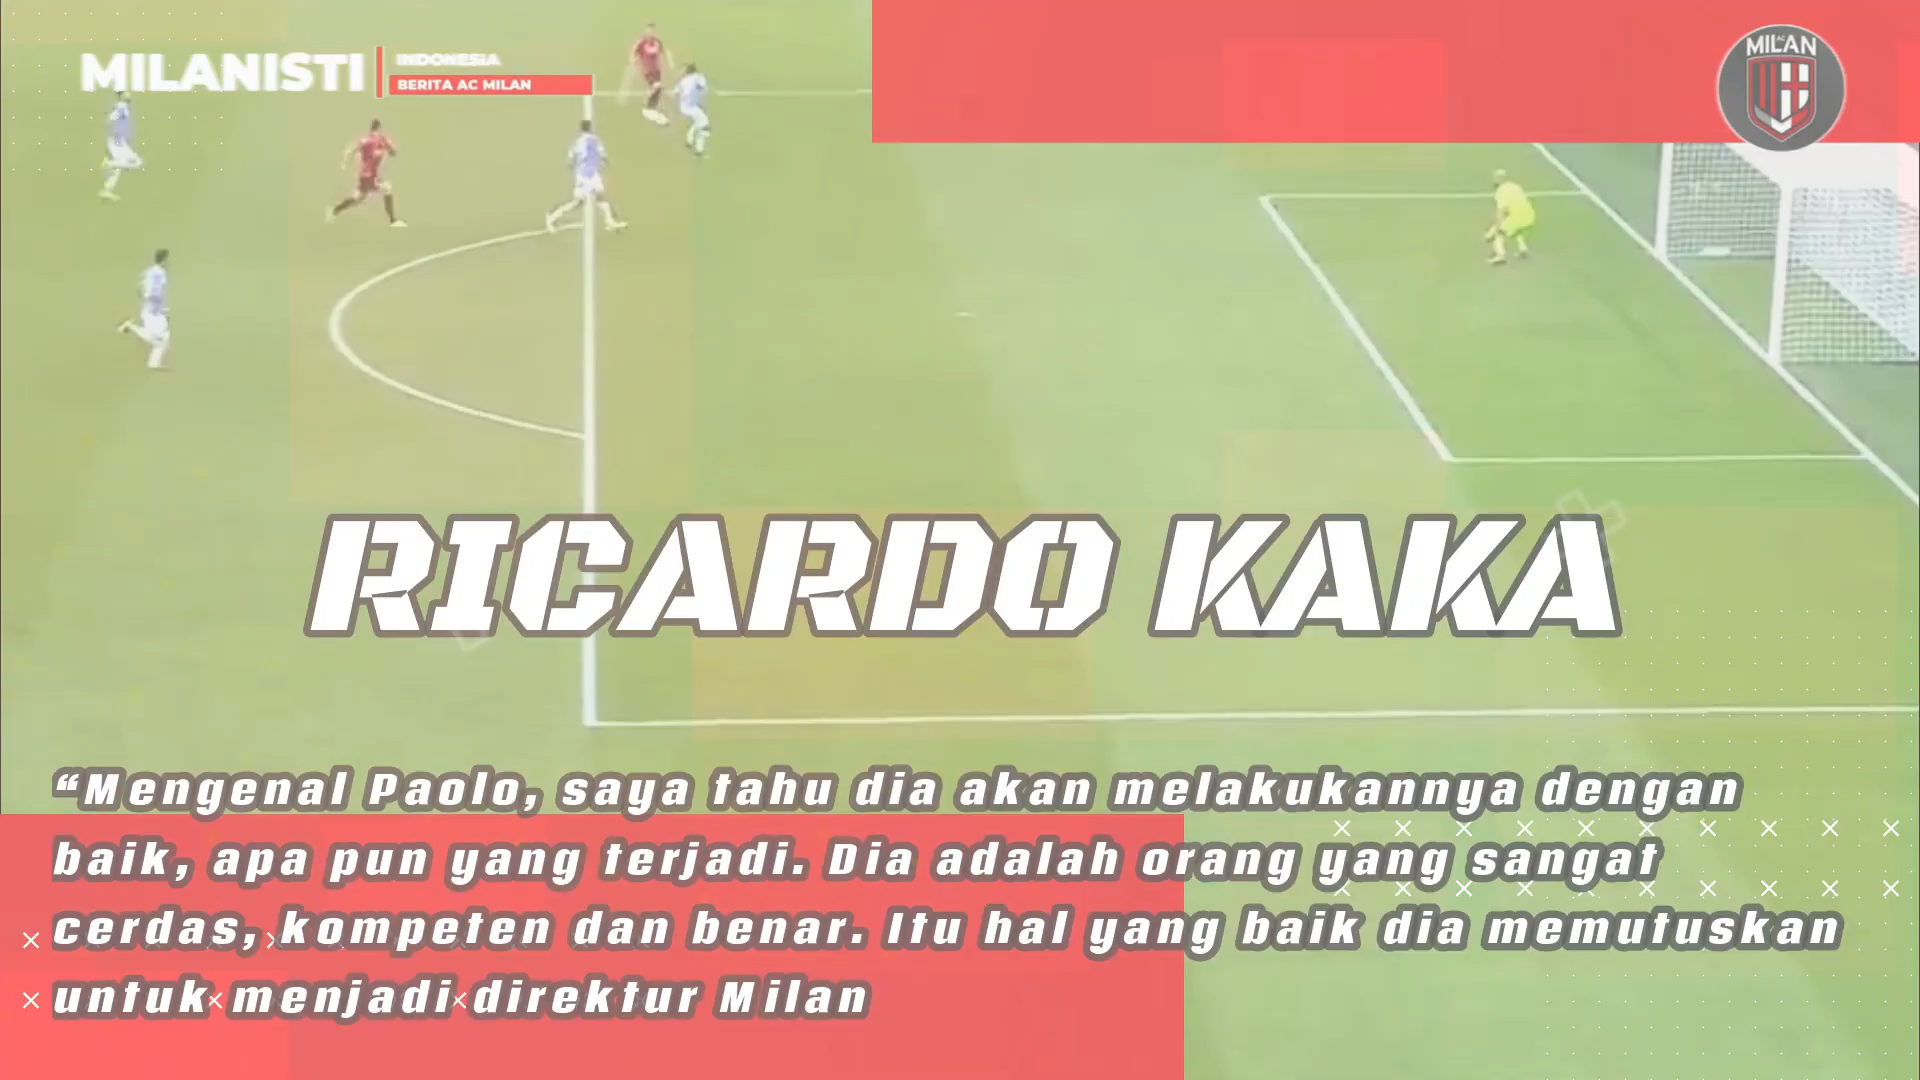 MILANISTI
INDONESIA
BERITA AC MILAN
AC
MILAN
RICARDO KAKA
“Mengenal Paolo, saya tahu dia akan melakukannya dengan
baik, apa pun yang terjadi. Dia adalah orang yang sangat
cerdas, kompeten dan benar. Itu hal yang baik dia memutuskan
untuk menjadi direktur Milan